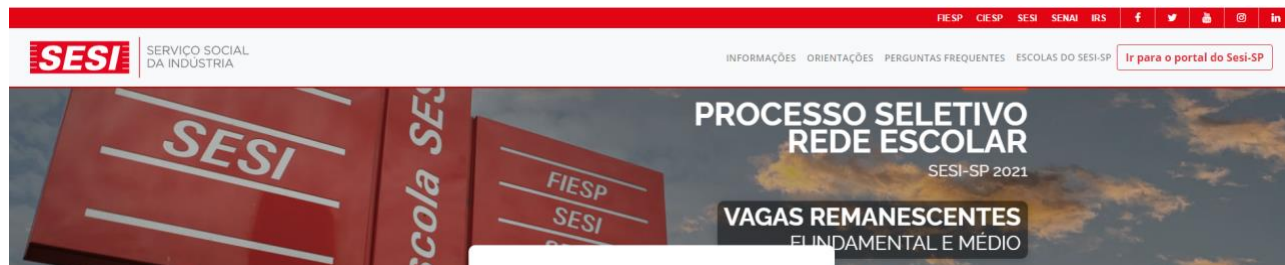 FIESP CIESP SESI SENAI IRS
SESI
SERVIÇO SOCIAL
DA INDÚSTRIA
INFORMAÇÕES ORIENTAÇÕES PERGUNTAS FREQUENTES ESCOLAS DO SESI-SP Ir para o portal do Sesi-SP
SESI
Escola SES
FIESP
SESI
PROCESSO SELETIVO
REDE ESCOLAR
SESI-SP 2021
VAGAS REMANESCENTES
FUNDAMENTAL E MÉDIO